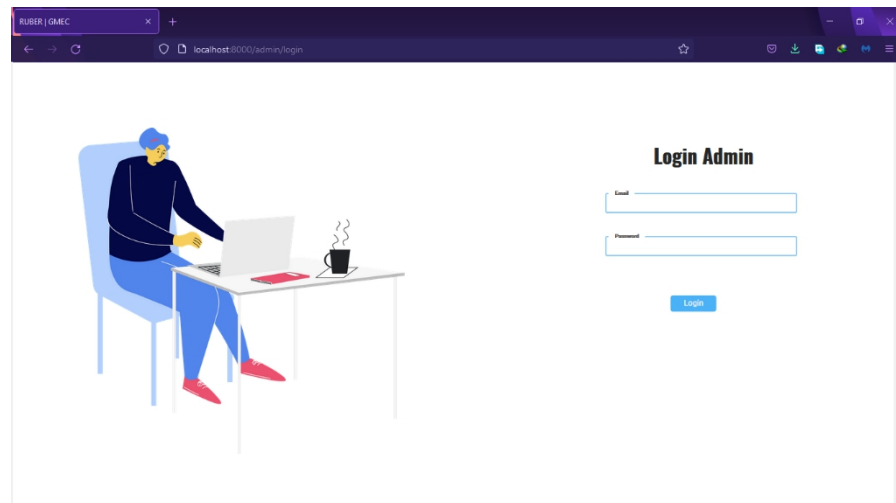 RUBER | GMEC
localhost:8000/admin/login
Login Admin
Email
Password
Login